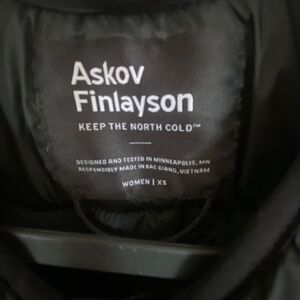 Askov
Finlayson
KEEP THE NORTH COLD™
DESIGNED AND TESTED IN MINNEAPOLIS, MN
RESPONSIBLY MADE IN BAC GIANG, VIETNAM
WOMEN | XS